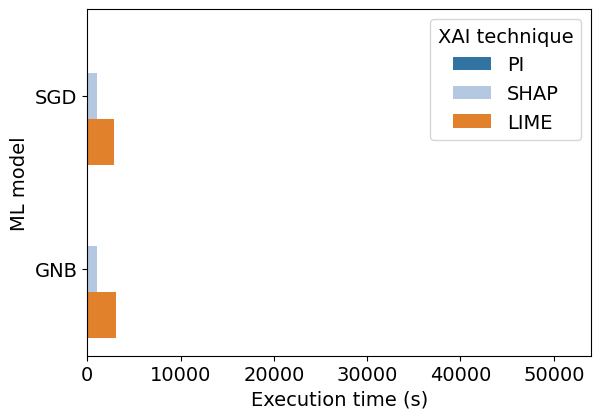 XAI technique
PI
SHAP
LIME
ML model
SGD
GNB
0 10000 20000 30000 40000 50000
Execution time (s)